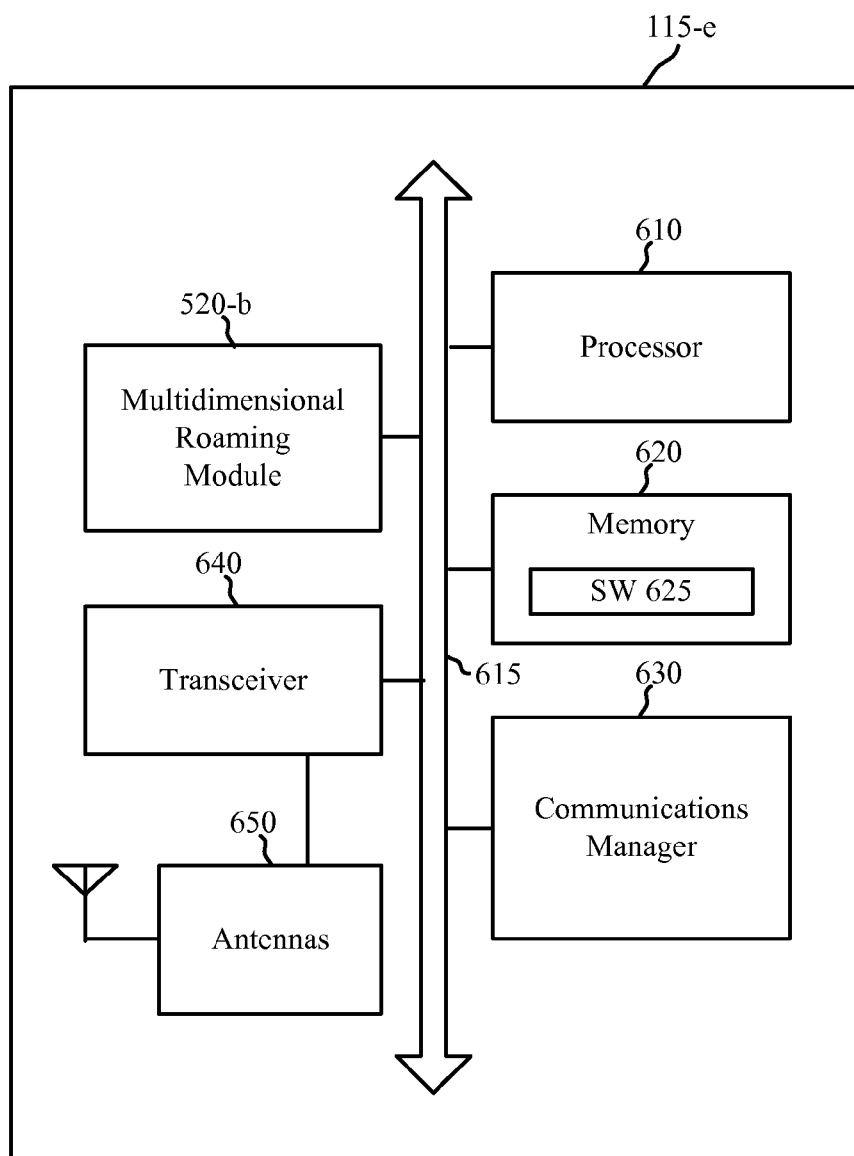 115-e
610
Processor
520-b
Multidimensional
Roaming
Module
620
Memory
SW 625
640
Transceiver
615
630
Communications
Manager
650
Antennas